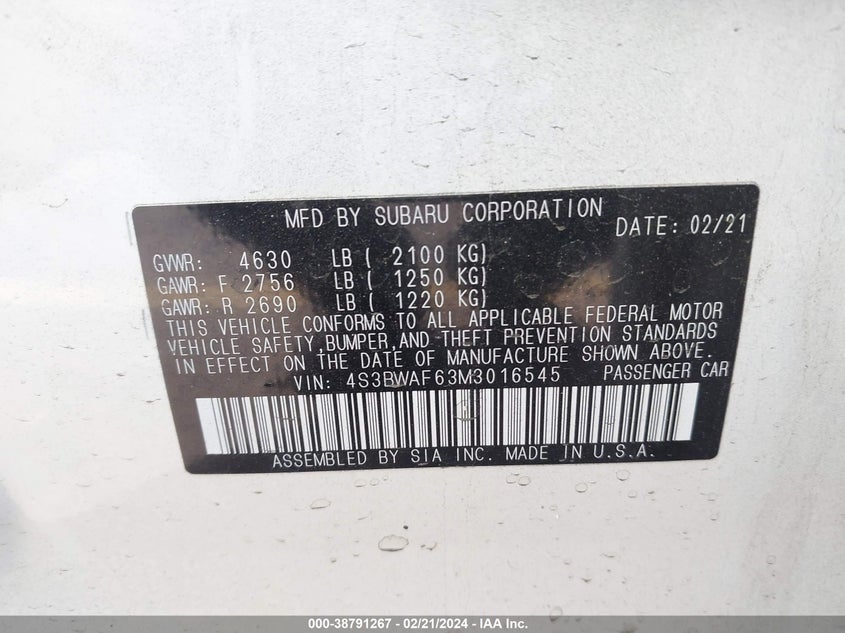 MFD BY SUBARU CORPORATION DATE: 02/21
GVWR: 4630 LB ( 2100 KG)
GAWR: F 2756 LB ( 1250 KG)
GAWR: R 2690 LB ( 1220 KG)
THIS VEHICLE CONFORMS TO ALL APPLICABLE FEDERAL MOTOR
VEHICLE SAFETY, BUMPER, AND THEFT PREVENTION STANDARDS
IN EFFECT ON THE DATE OF MANUFACTURE SHOWN ABOVE.
VIN: 4S3BWAF63M3016545 PASSENGER CAR
ASSEMBLED BY SIA INC. MADE IN U.S.A.
000-38791267 - 02/21/2024 - IAA Inc.